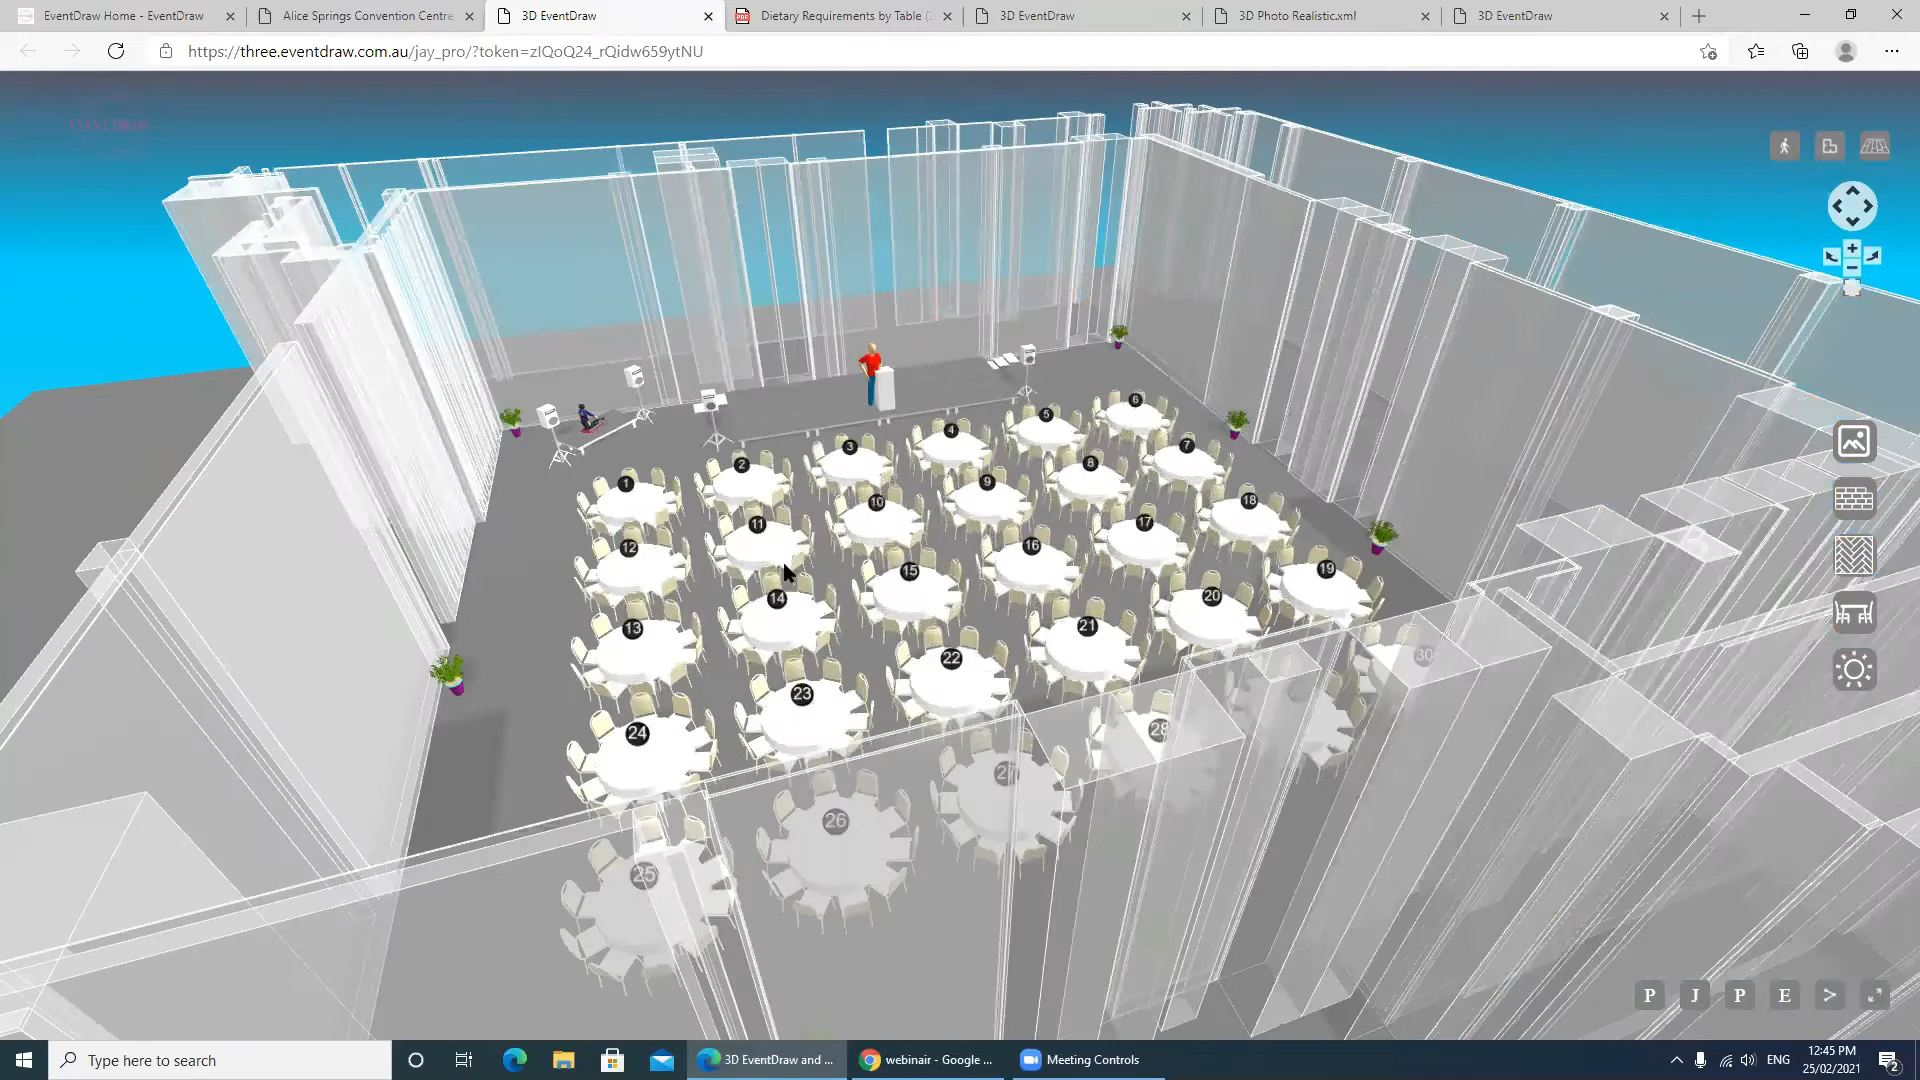 EventDraw Home - EventDraw
Alice Springs Convention Centre
3D EventDraw
Dietary Requirements by Table (
3D EventDraw
3D Photo Realistic.xml
3D EventDraw
https://three.eventdraw.com.au/jay_pro/?token=zIQoQ24_rQidw659ytNU
EVENT DRAW
1
2
3
4
5
6
7
8
9
10
11
12
13
14
15
16
17
18
19
20
21
22
23
24
25
26
27
28
30
P J P E >
Type here to search
3D EventDraw and ...
webinair - Google ...
Meeting Controls
ENG
12:45 PM
25/02/2021
2